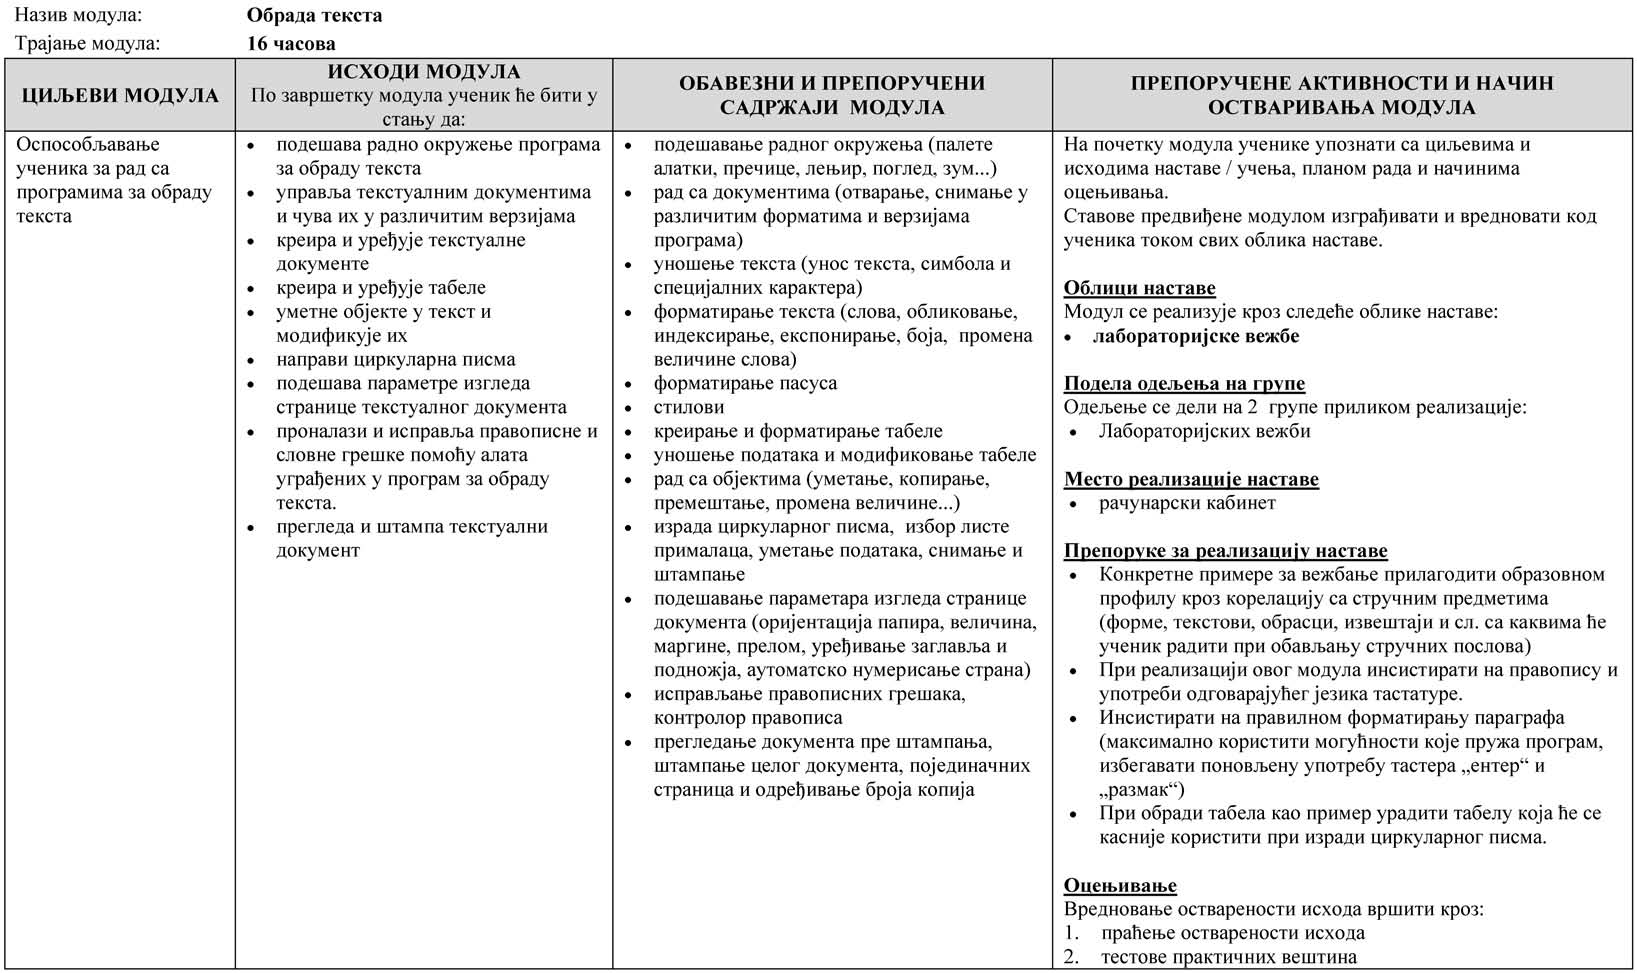 Назив модула: Обрада текста
Трајање модула: 16 часова
ЦИЉЕВИ МОДУЛА
ИСХОДИ МОДУЛА
По завршетку модула ученик ће бити у
стању да:
ОБАВЕЗНИ И ПРЕПОРУЧЕНИ
САДРЖАЈИ МОДУЛА
ПРЕПОРУЧЕНЕ АКТИВНОСТИ И НАЧИН
ОСТВАРИВАЊА МОДУЛА
Оспособљавање
ученика за рад са
програмима за обраду
текста
• подешава радно окружење програма
за обраду текста
• управља текстуалним документима
и чува их у различитим верзијама
• креира и уређује текстуалне
документе
• креира и уређује табеле
• уметне објекте у текст и
модификује их
• направи циркуларна писма
• подешава параметре изгледа
странице текстуалног документа
• проналази и исправља правописне и
словне грешке помоћу алата
уграђених у програм за обраду
текста.
• прегледа и штампа текстуални
документ
• подешавање радног окружења (палете
алатки, пречице, лењир, поглед, зум...)
• рад са документима (отварање, снимање у
различитим форматима и верзијама
програма)
• уношење текста (унос текста, симбола и
специјалних карактера)
• форматирање текста (слова, обликовање,
индексирање, експонирање, боја, промена
величине слова)
• форматирање пасуса
• стилови
• креирање и форматирање табеле
• уношење података и модификовање табеле
• рад са објектима (уметање, копирање,
премештање, промена величине...)
• израда циркуларног писма, избор листе
прималаца, уметање података, снимање и
штампање
• подешавање параметара изгледа странице
документа (оријентација папира, величина,
маргине, прелом, уређивање заглавља и
подножја, аутоматско нумерисање страна)
• исправљање правописних грешака,
контролор правописа
• прегледање документа пре штампања,
штампање целог документа, појединачних
страница и одређивање броја копија
На почетку модула ученике упознати са циљевима и
исходима наставе / учења, планом рада и начинима
оцењивања.
Ставове предвиђене модулом изграђивати и вредновати код
ученика током свих облика наставе.
Облици наставе
Модул се реализује кроз следеће облике наставе:
• лабораторијске вежбе
Подела одељења на групе
Одељење се дели на 2 групе приликом реализације:
• Лабораторијских вежби
Место реализације наставе
• рачунарски кабинет
Препоруке за реализацију наставе
• Конкретне примере за вежбање прилагодити образовном
профилу кроз корелацију са стручним предметима
(форме, текстови, обрасци, извештаји и сл. са каквима ће
ученик радити при обављању стручних послова)
• При реализацији овог модула инсистирати на правопису и
употреби одговарајућег језика тастатуре.
• Инсистирати на правилном форматирању параграфа
(максимално користити могућности које пружа програм,
избегавати поновљену употребу тастера „ентер“ и
„размак“)
• При обради табела као пример урадити табелу која ће се
касније користити при изради циркуларног писма.
Оцењивање
Вредновање остварености исхода вршити кроз:
1. праћење остварености исхода
2. тестове практичних вештина